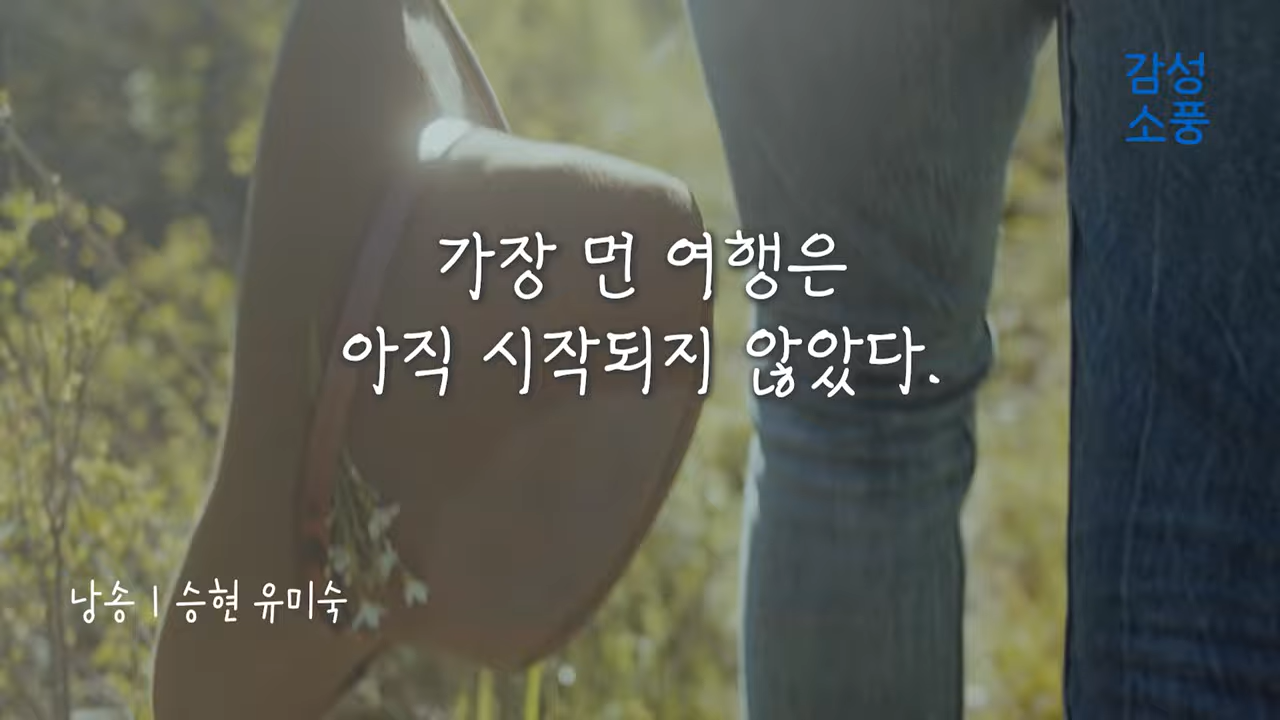 감성
소풍
가장 먼 여행은
아직 시작되지 않았다.
낭송 | 승현 유미숙